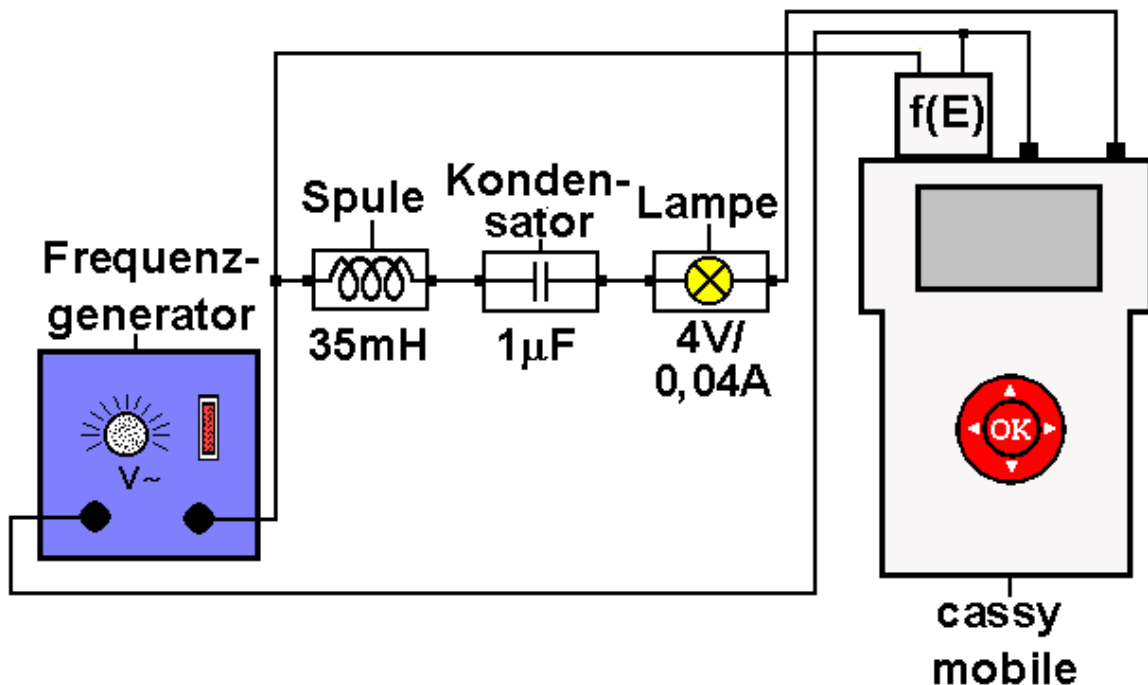 f(E)
Spule
Konden-
sator
Lampe
Frequenz-
generator
35mH
1μF
4V/
0,04A
V~
OK
cassy
mobile